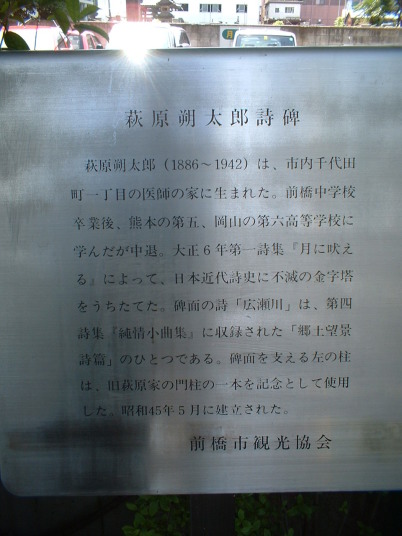 萩原朔太郎詩碑
萩原朔太郎（1886～1942）は、市内千代田
町一丁目の医師の家に生まれた。前橋中学校
卒業後、熊本の第五、岡山の第六高等学校に
学んだが中退。大正６年第一詩集『月に吠え
る』によって、日本近代詩史に不滅の金字塔
をうちたてた。碑面の詩「広瀬川」は、第四
詩集『純情小曲集』に収録された「郷土望景
詩篇」のひとつである。碑面を支える左の柱
は、旧萩原家の門柱の一本を記念として使用
した。昭和45年５月に建立された。
前橋市観光協会